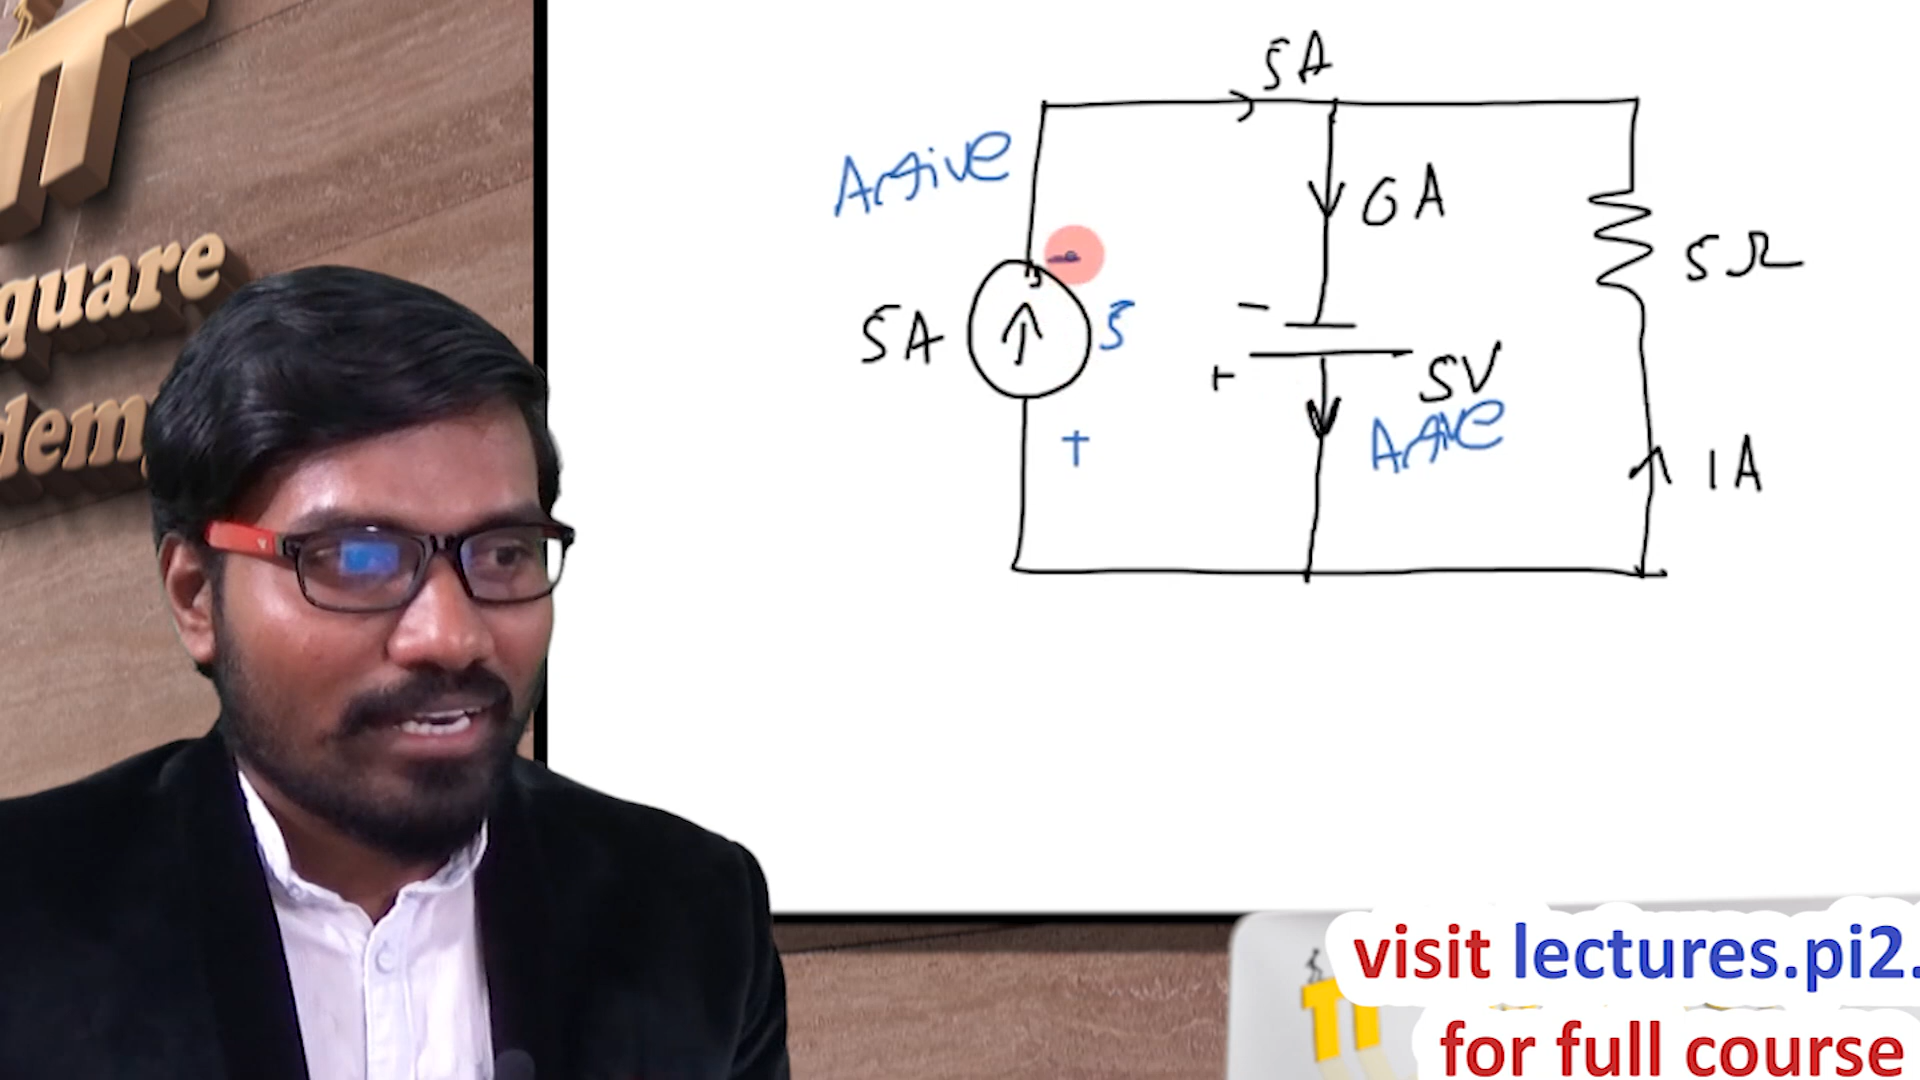 5A
Active
6A
-
5Ω
5A
5
-
+
5V
+
Active
1A
quare
dem
visit lectures.pi2.
for full course